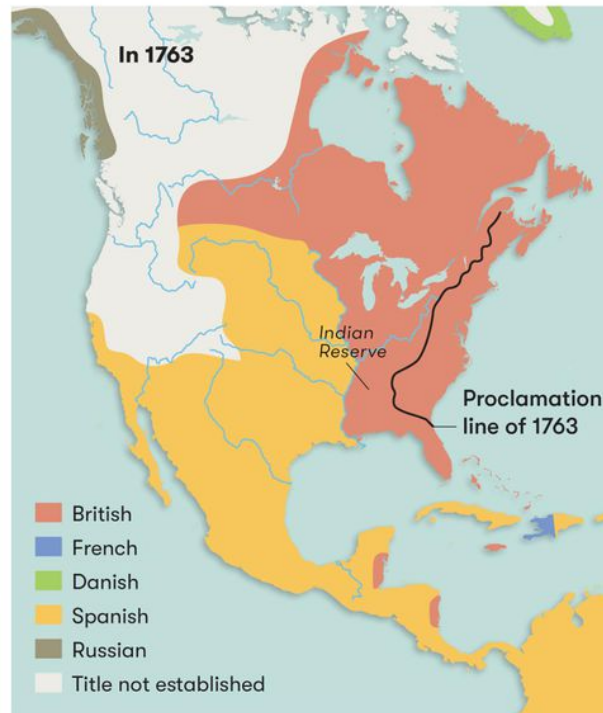 In 1763
Indian
Reserve
Proclamation
line of 1763
British
French
Danish
Spanish
Russian
Title not established